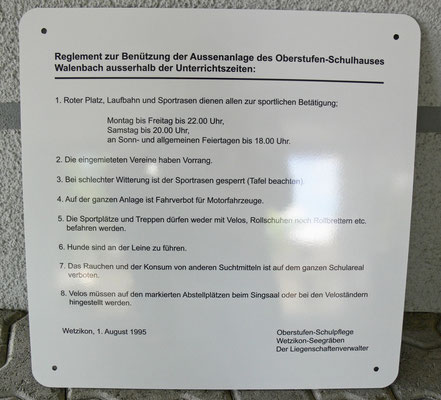 Reglement zur Benützung der Aussenanlage des Oberstufen-Schulhauses
Walenbach ausserhalb der Unterrichtszeiten:
1. Roter Platz, Laufbahn und Sportrasen dienen allen zur sportlichen Betätigung;
Montag bis Freitag bis 22.00 Uhr,
Samstag bis 20.00 Uhr,
an Sonn- und allgemeinen Feiertagen bis 18.00 Uhr.
2. Die eingemieteten Vereine haben Vorrang.
3. Bei schlechter Witterung ist der Sportrasen gesperrt (Tafel beachten).
4. Auf der ganzen Anlage ist Fahrverbot für Motorfahrzeuge.
5. Die Sportplätze und Treppen dürfen weder mit Velos, Rollschuhen noch Rollbrettern etc.
befahren werden.
6. Hunde sind an der Leine zu führen.
7. Das Rauchen und der Konsum von anderen Suchtmitteln ist auf dem ganzen Schulareal
verboten.
8. Velos müssen auf den markierten Abstellplätzen beim Singsaal oder bei den Veloständern
hingestellt werden.
Wetzikon, 1. August 1995
Oberstufen-Schulpflege
Wetzikon-Seegräben
Der Liegenschaftenverwalter